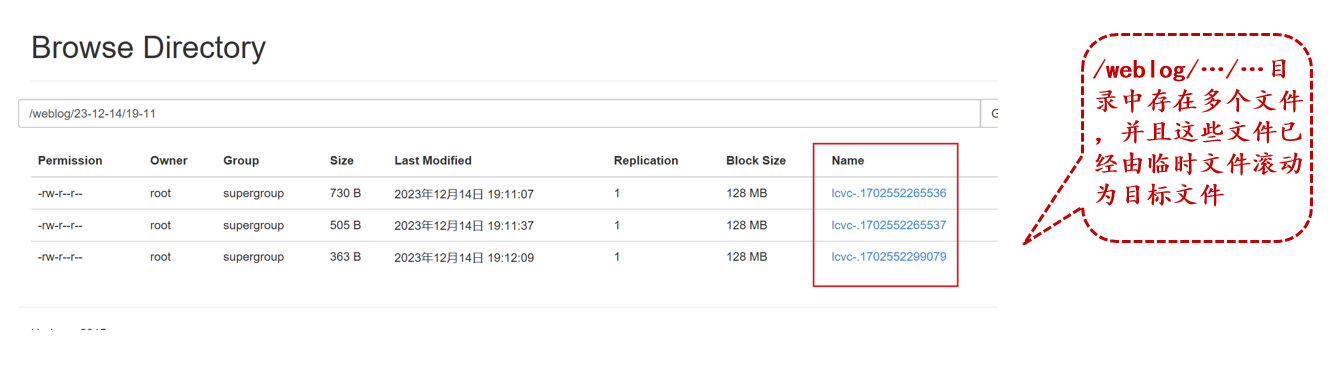 Browse Directory
/weblog/23-12-14/19-11
G
Permission Owner Group Size Last Modified Replication Block Size Name
-rw-r--r-- root supergroup 730 B 2023年12月14日 19:11:07 1 128 MB lcvc-.1702552265536
-rw-r--r-- root supergroup 505 B 2023年12月14日 19:11:37 1 128 MB lcvc-.1702552265537
-rw-r--r-- root supergroup 363 B 2023年12月14日 19:12:09 1 128 MB lcvc-.1702552299079
/weblog/…/…目
录中存在多个文件
，并且这些文件已
经由临时文件滚动
为目标文件